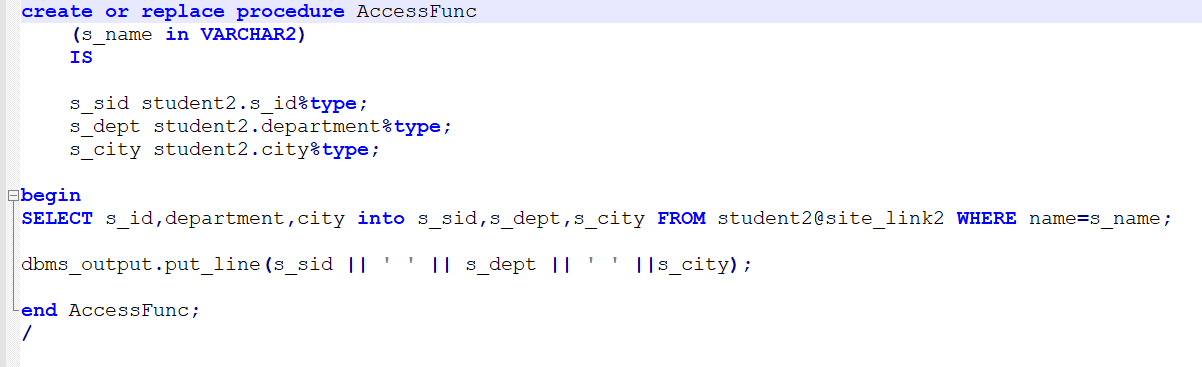 create or replace procedure AccessFunc
(s_name in VARCHAR2)
IS
s_sid student2.s_id%type;
s_dept student2.department%type;
s_city student2.city%type;
begin
SELECT s_id,department,city into s_sid,s_dept,s_city FROM student2@site_link2 WHERE name=s_name;
dbms_output.put_line(s_sid || ' ' || s_dept || ' ' ||s_city);
end AccessFunc;
/